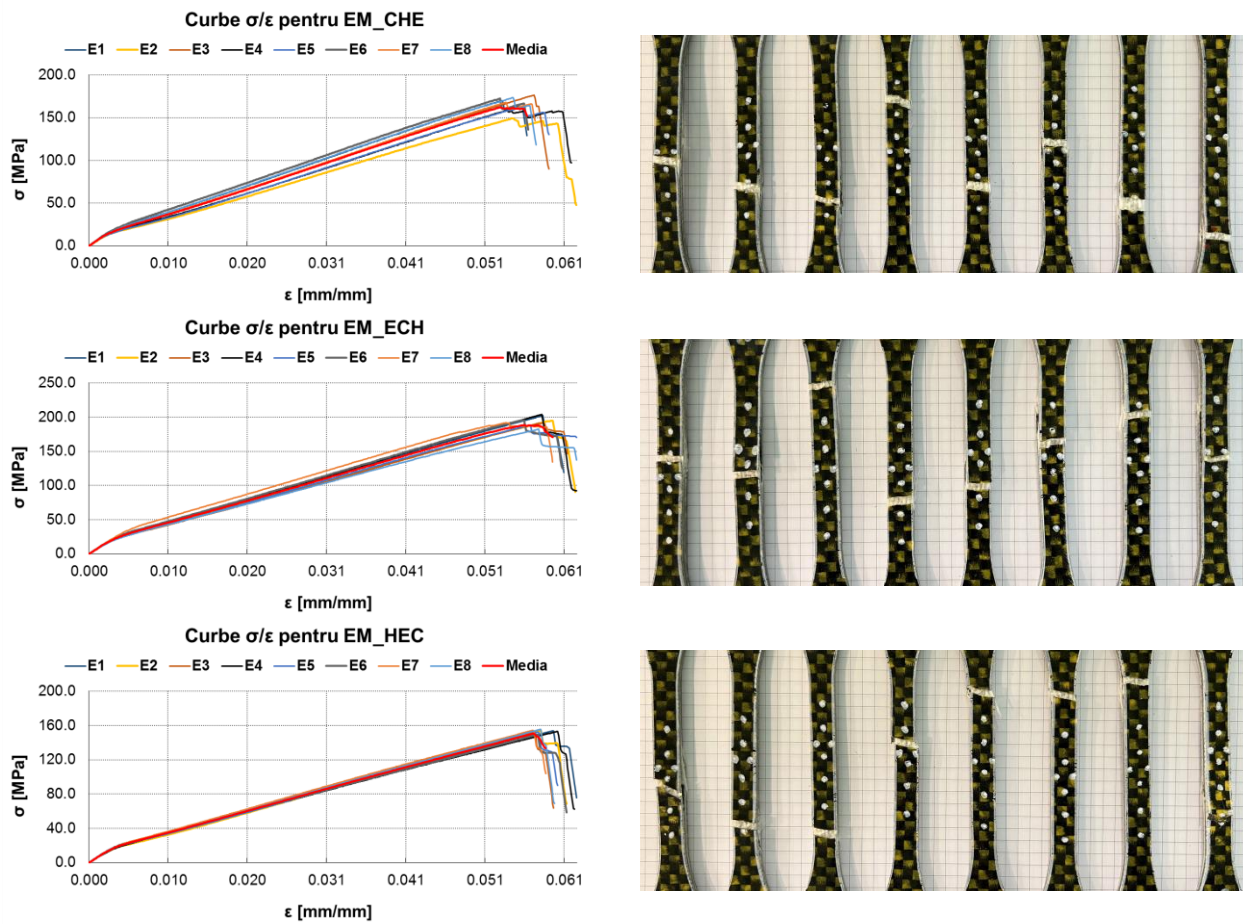 Curbe σ/ε pentru EM_CHE
E1 E2 E3 E4 E5 E6 E7 E8 Media
200.0
150.0
100.0
50.0
0.0
σ [MPa]
0.000 0.010 0.020 0.031 0.041 0.051 0.061
ε [mm/mm]
Curbe σ/ε pentru EM_ECH
E1 E2 E3 E4 E5 E6 E7 E8 Media
250.0
200.0
150.0
100.0
50.0
0.0
σ [MPa]
0.000 0.010 0.020 0.031 0.041 0.051 0.061
ε [mm/mm]
Curbe σ/ε pentru EM_HEC
E1 E2 E3 E4 E5 E6 E7 E8 Media
200.0
160.0
120.0
80.0
40.0
0.0
σ [MPa]
0.000 0.010 0.020 0.031 0.041 0.051 0.061
ε [mm/mm]